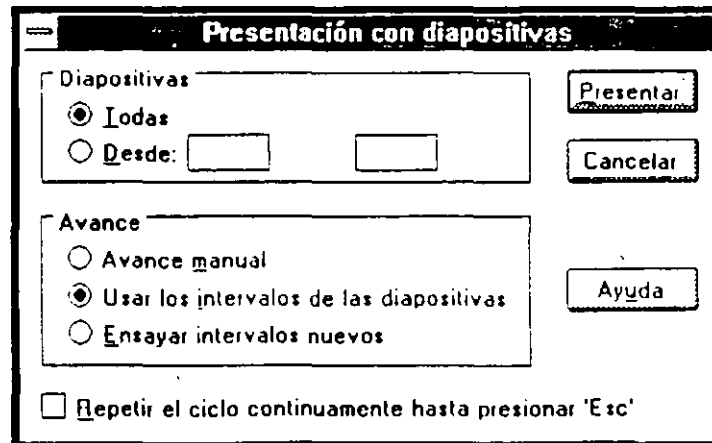 Presentación con diapositivas
Diapositivas
Todas
Desde:
Presentar
Cancelar
Avance
Avance manual
Usar los intervalos de las diapositivas
Ensayar intervalos nuevos
Ayuda
Repetir el ciclo continuamente hasta presionar 'Esc'